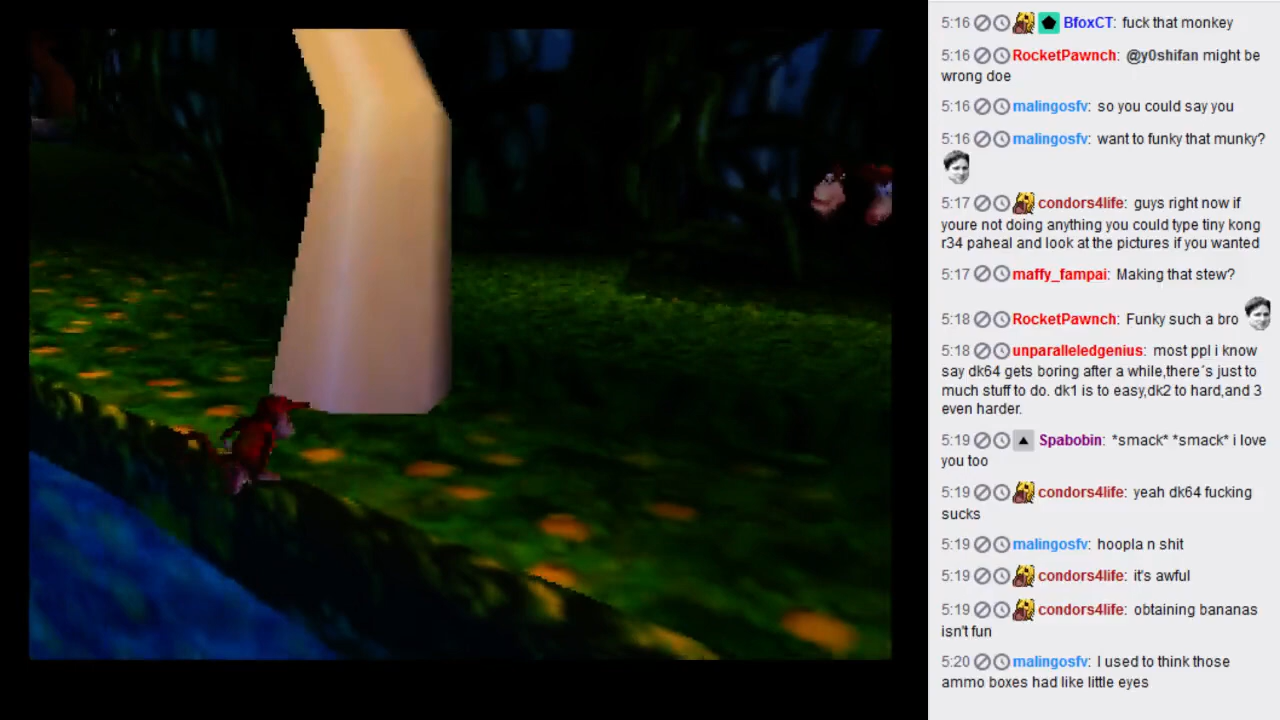 5:16 BfoxCT: fuck that monkey
5:16 RocketPawnch: @y0shifan might be
wrong doe
5:16 malingosfv: so you could say you
5:16 malingosfv: want to funky that munky?
5:17 condors4life: guys right now if
youre not doing anything you could type tiny kong
r34 paheal and look at the pictures if you wanted
5:17 maffy_fampai: Making that stew?
5:18 RocketPawnch: Funky such a bro
5:18 unparalleledgenius: most ppl i know
say dk64 gets boring after a while,there´s just to
much stuff to do. dk1 is to easy,dk2 to hard,and 3
even harder.
5:19 Spabobin: *smack* *smack* i love
you too
5:19 condors4life: yeah dk64 fucking
sucks
5:19 malingosfv: hoopla n shit
5:19 condors4life: it's awful
5:19 condors4life: obtaining bananas
isn't fun
5:20 malingosfv: I used to think those
ammo boxes had like little eyes